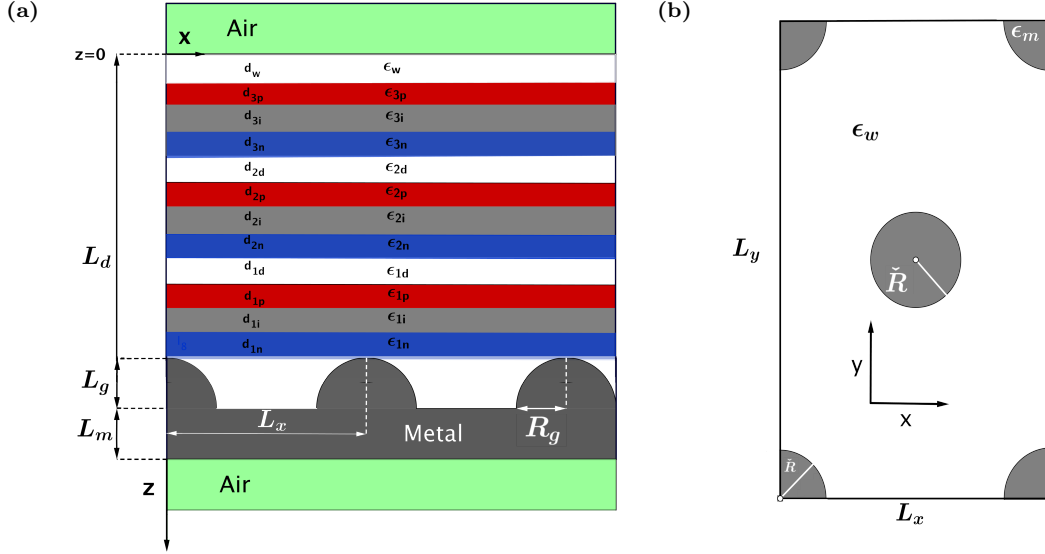 (a)
Air
X
z=0
d_w ϵ_w
d_3p ϵ_3p
d_3i ϵ_3i
d_3n ϵ_3n
d_2d ϵ_2d
d_2p ϵ_2p
d_2i ϵ_2i
d_2n ϵ_2n
d_1d ϵ_1d
d_1p ϵ_1p
d_1i ϵ_1i
d_1n ϵ_1n
L_d
L_g
L_m
L_x
R_g
Metal
z
Air
(b)
ϵ_m
ϵ_w
L_y
Ř
y
x
Ř
L_x